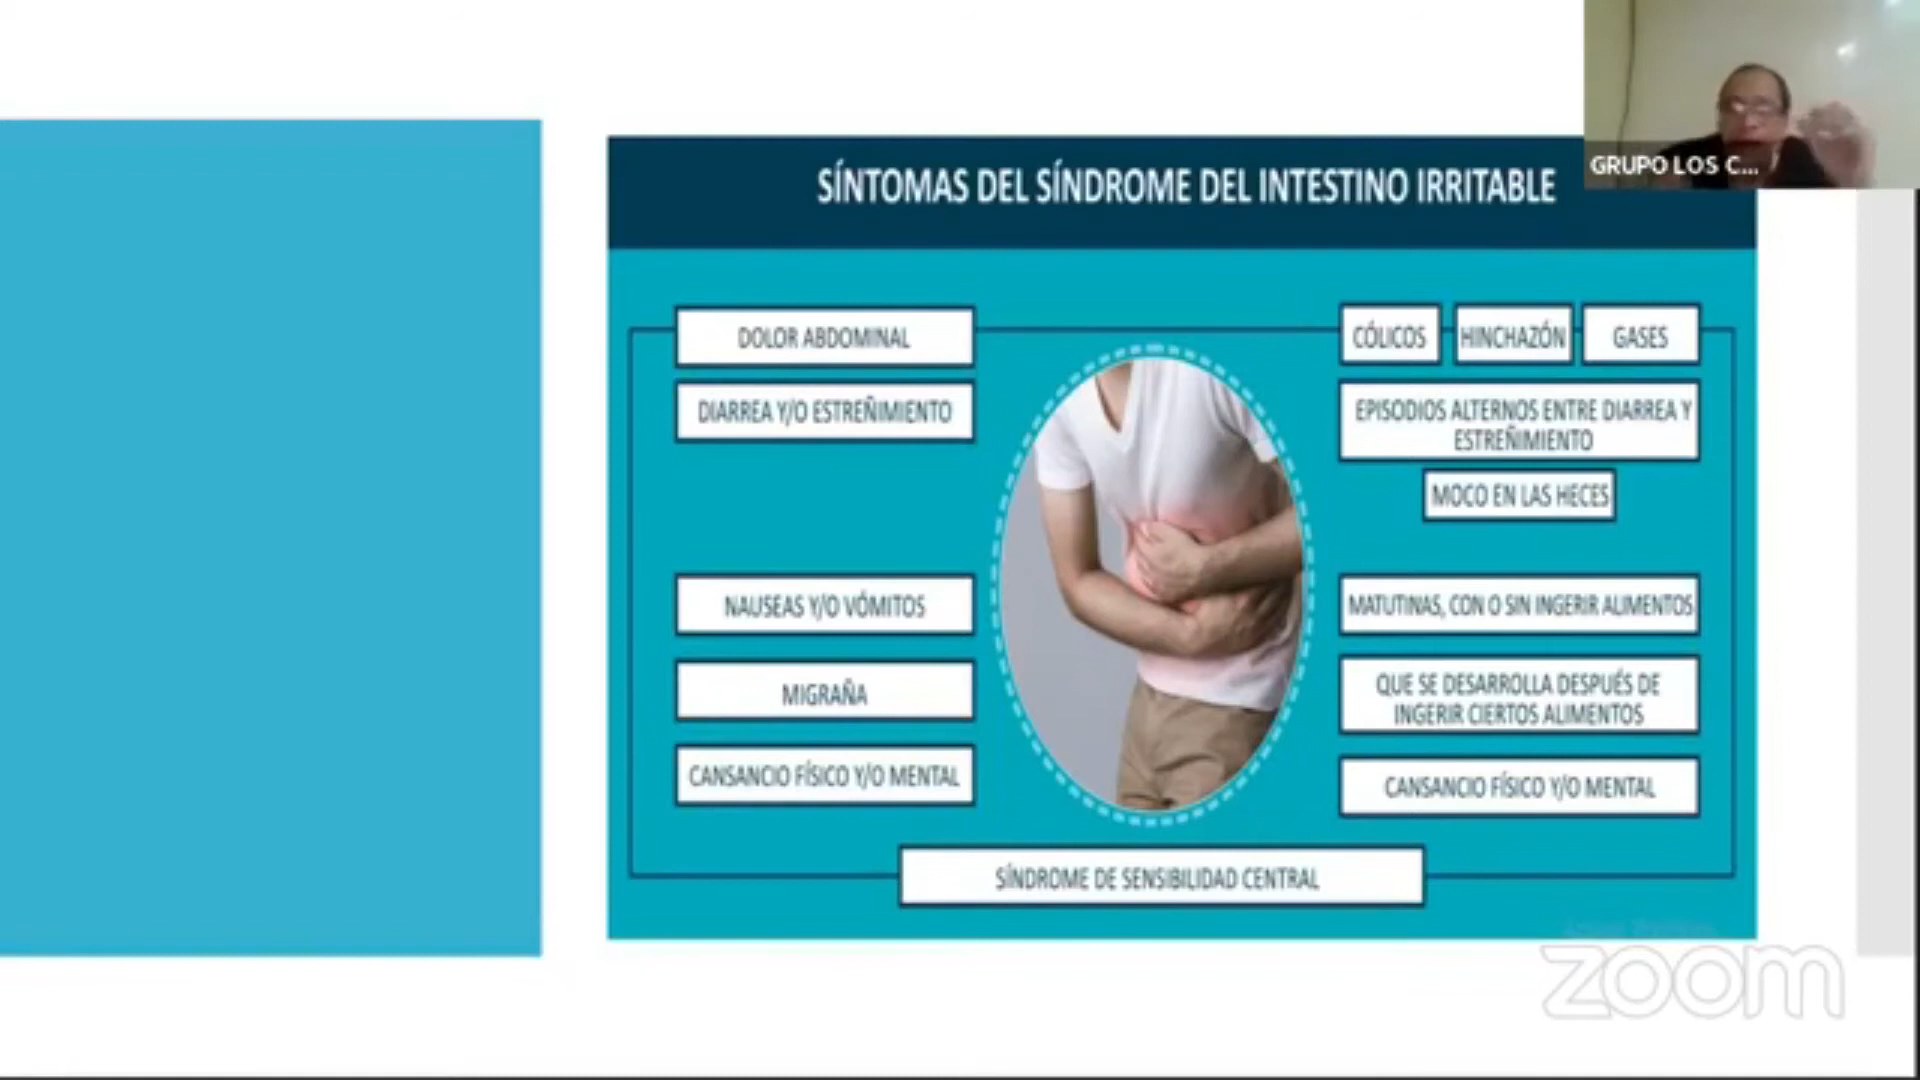 GRUPO LOS C...
SÍNTOMAS DEL SÍNDROME DEL INTESTINO IRRITABLE
DOLOR ABDOMINAL
DIARREA Y/O ESTREÑIMIENTO
NAUSEAS Y/O VÓMITOS
MIGRAÑA
CANSANCIO FÍSICO Y/O MENTAL
CÓLICOS
HINCHAZÓN
GASES
EPISODIOS ALTERNOS ENTRE DIARREA Y
ESTREÑIMIENTO
MOCO EN LAS HECES
MATUTINAS, CON O SIN INGERIR ALIMENTOS
QUE SE DESARROLLA DESPUÉS DE
INGERIR CIERTOS ALIMENTOS
CANSANCIO FÍSICO Y/O MENTAL
SÍNDROME DE SENSIBILIDAD CENTRAL
zoom